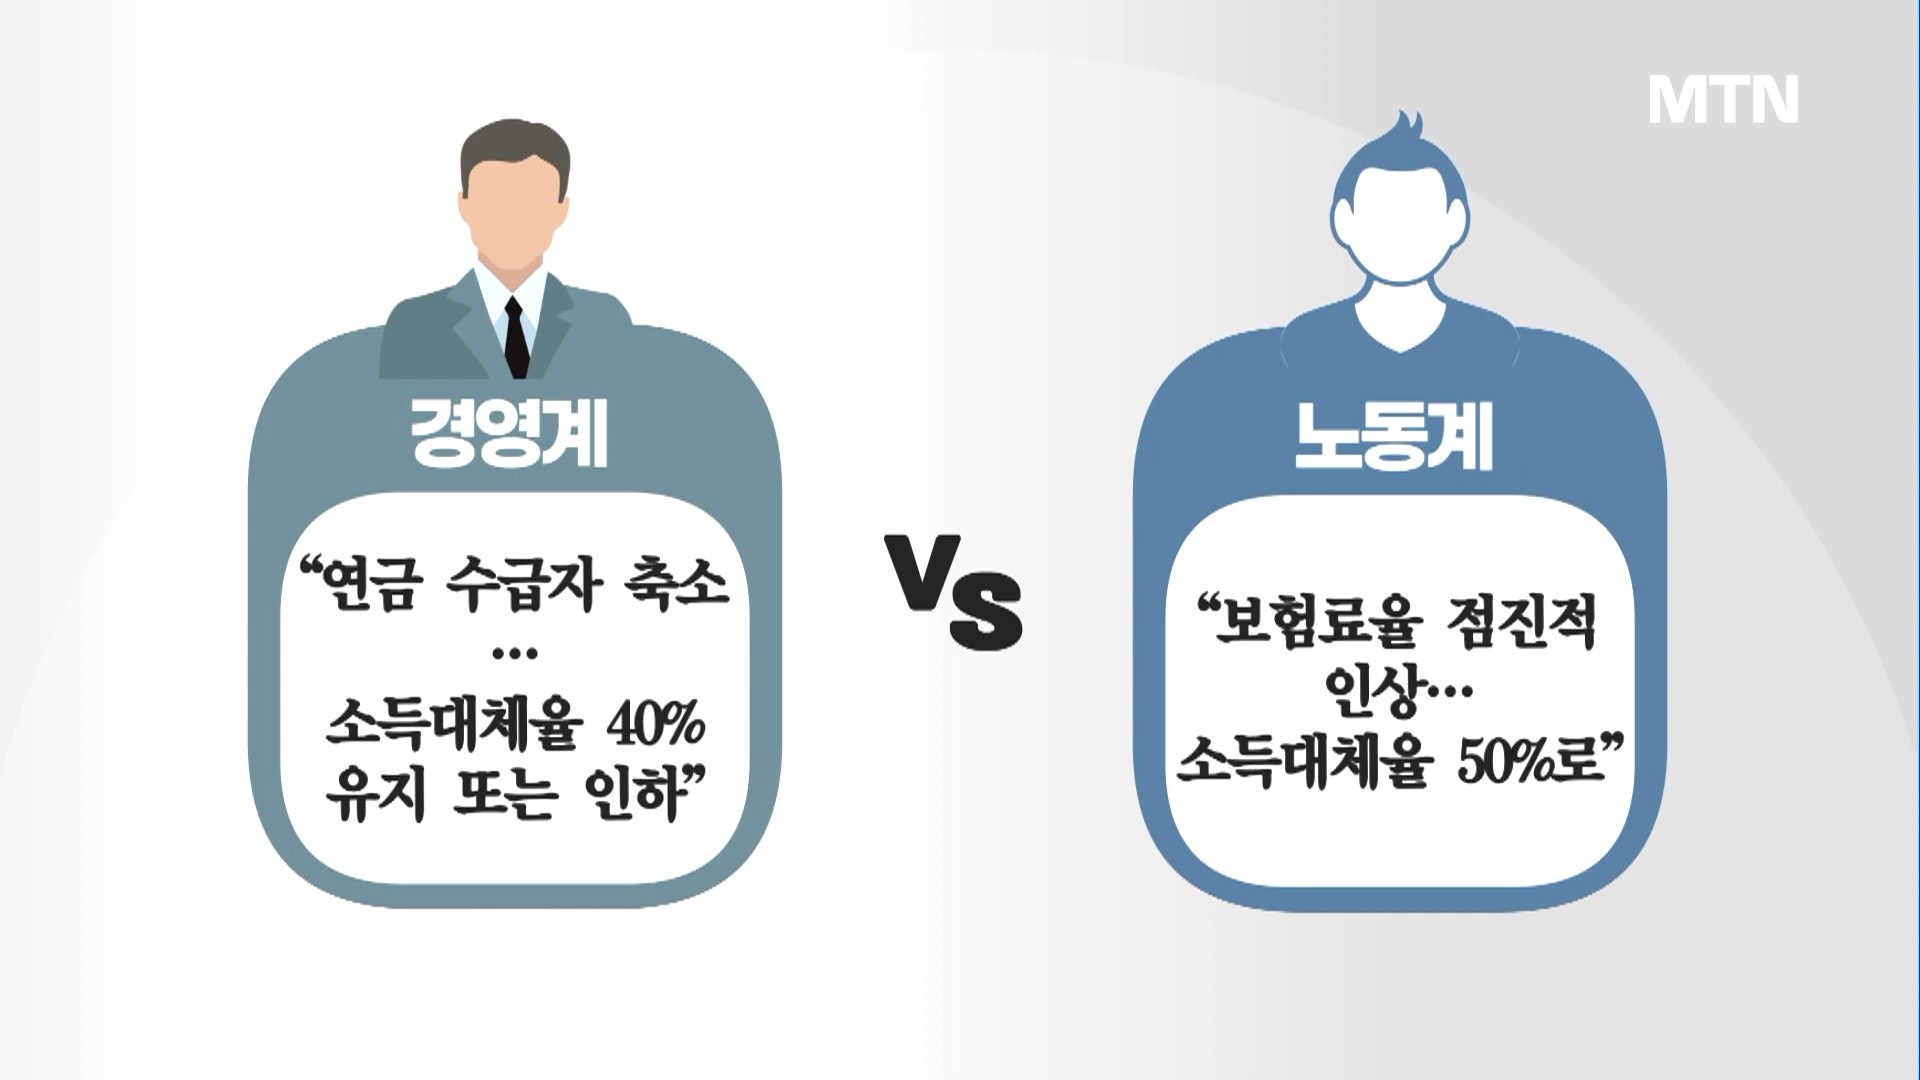 MTN
경영계
“연금 수급자 축소
…
소득대체율 40%
유지 또는 인하”
VS
노동계
“보험료율 점진적
인상…
소득대체율 50%로”